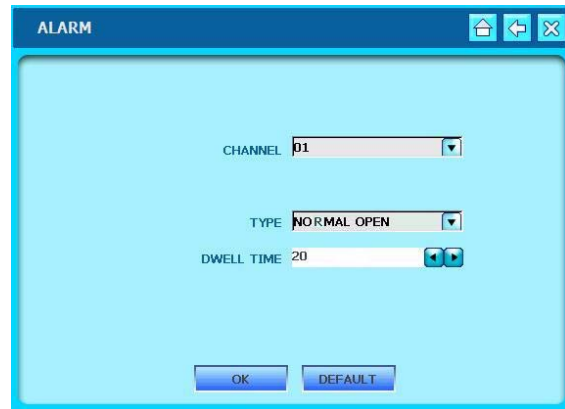 ALARM
CHANNEL 01
TYPE NORMAL OPEN
DWELL TIME 20
OK DEFAULT